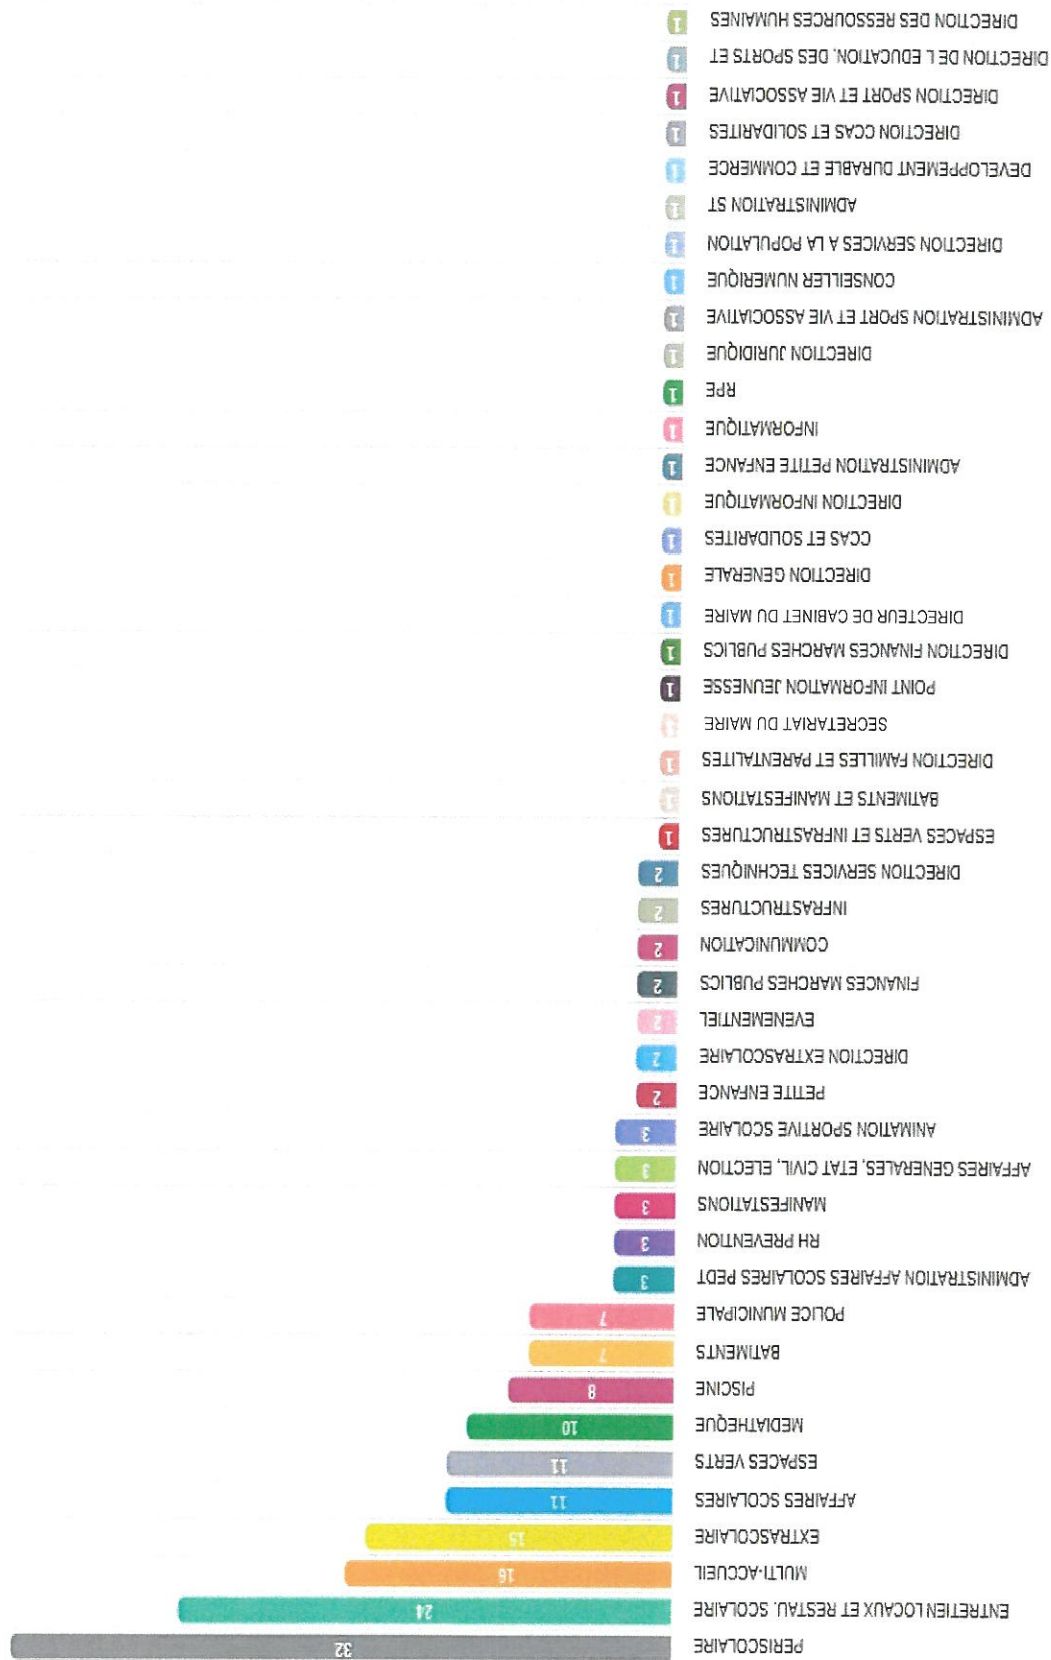 PERISCOLAIRE 32
ENTRETIEN LOCAUX ET RESTAU. SCOLAIRE 24
MULTI-ACCUEIL 16
EXTRASCOLAIRE 15
AFFAIRES SCOLAIRES 11
ESPACES VERTS 11
MEDIATHEQUE 10
PISCINE 8
BATIMENTS 7
POLICE MUNICIPALE 7
ADMINISTRATION AFFAIRES SCOLAIRES PEDT 3
RH PREVENTION 3
MANIFESTATIONS 3
AFFAIRES GENERALES, ETAT CIVIL, ELECTION 3
ANIMATION SPORTIVE SCOLAIRE 3
PETITE ENFANCE 2
DIRECTION EXTRASCOLAIRE 2
EVENEMENTIEL 2
FINANCES MARCHES PUBLICS 2
COMMUNICATION 2
INFRASTRUCTURES 2
DIRECTION SERVICES TECHNIQUES 2
ESPACES VERTS ET INFRASTRUCTURES 1
BATIMENTS ET MANIFESTATIONS 1
DIRECTION FAMILLES ET PARENTALITES 1
SECRETARIAT DU MAIRE 1
POINT INFORMATION JEUNESSE 1
DIRECTION FINANCES MARCHES PUBLICS 1
DIRECTEUR DE CABINET DU MAIRE 1
DIRECTION GENERALE 1
CCAS ET SOLIDARITES 1
DIRECTION INFORMATIQUE 1
ADMINISTRATION PETITE ENFANCE 1
INFORMATIQUE 1
RPE 1
DIRECTION JURIDIQUE 1
ADMINISTRATION SPORT ET VIE ASSOCIATIVE 1
CONSEILLER NUMERIQUE 1
DIRECTION SERVICES A LA POPULATION 1
ADMINISTRATION ST 1
DEVELOPPEMENT DURABLE ET COMMERCE 1
DIRECTION CCAS ET SOLIDARITES 1
DIRECTION SPORT ET VIE ASSOCIATIVE 1
DIRECTION DE L EDUCATION. DES SPORTS ET 1
DIRECTION DES RESSOURCES HUMAINES 1